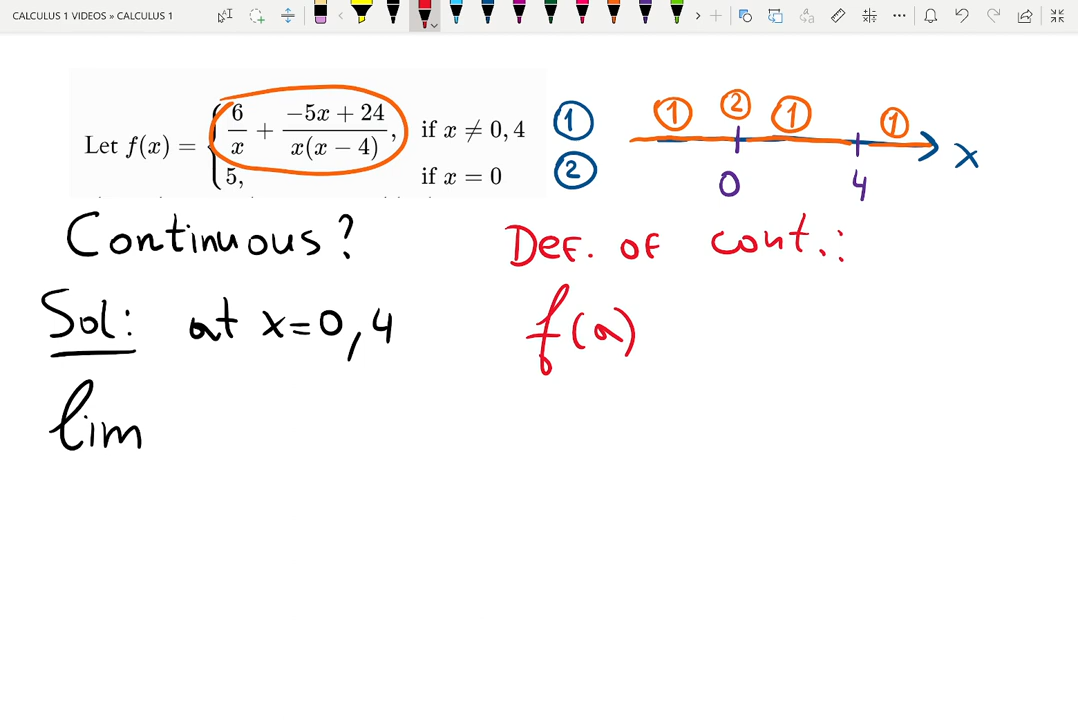 CALCULUS 1 VIDEOS » CALCULUS 1
Let f(x) = { 6/x + (-5x + 24)/(x(x - 4)), if x ≠ 0, 4
5, if x = 0
① ②
① ② ① ① x
0 4
Continuous?
Def. of cont.:
Sol: at x=0,4
f(a)
lim